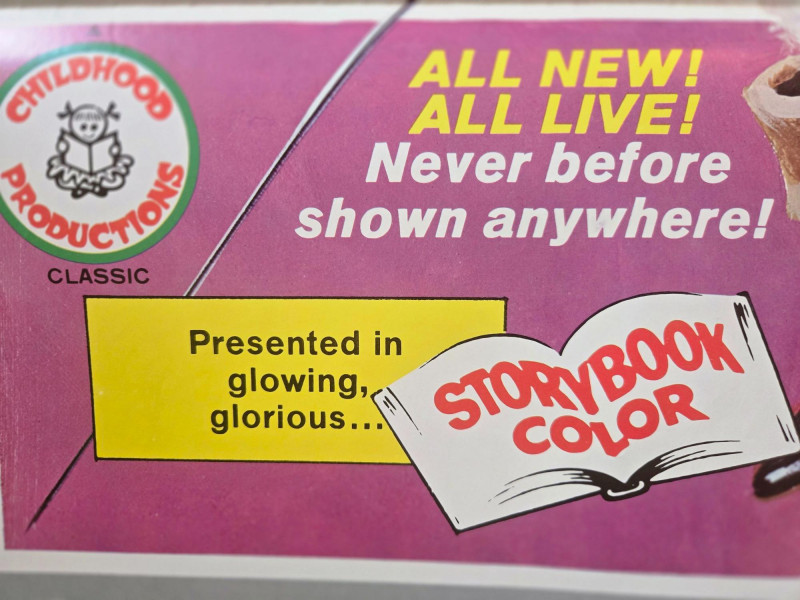 CHILDHOOD
PRODUCTIONS
CLASSIC
ALL NEW!
ALL LIVE!
Never before
shown anywhere!
Presented in
glowing,
glorious...
STORYBOOK
COLOR